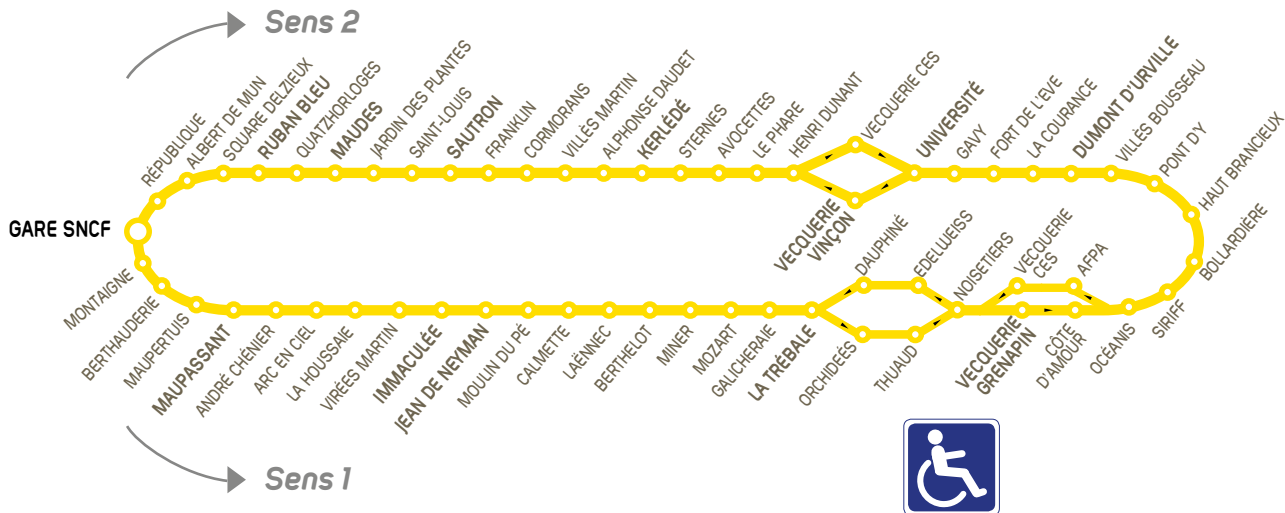 Sens 2
GARE SNCF
RÉPUBLIQUE
ALBERT DE MUN
SQUARE DELZIEUX
RUBAN BLEU
QUATZHORLOGES
MAUDES
JARDIN DES PLANTES
SAINT-LOUIS
SAUTRON
FRANKLIN
CORMORANS
VILLÈS MARTIN
ALPHONSE DAUDET
KERLÉDÉ
STERNES
AVOCETTES
LE PHARE
HENRI DUNANT
VECQUERIE CES
VECQUERIE
VINÇON
UNIVERSITÉ
GAVY
FORT DE L'EVE
LA COURANCE
DUMONT D'URVILLE
VILLÈS BOUSSEAU
PONT D'Y
HAUT BRANCIEUX
BOLLARDIÈRE
SIRIFF
OCÉANIS
MONTAIGNE
BERTHAUDERIE
MAUPERTUIS
MAUPASSANT
ANDRÉ CHÉNIER
ARC EN CIEL
LA HOUSSAIE
VIRÉES MARTIN
IMMACULÉE
JEAN DE NEYMAN
MOULIN DU PÉ
CALMETTE
LAËNNEC
BERTHELOT
MINER
MOZART
GALICHERAIE
LA TRÉBALE
DAUPHINÉ
EDELWEISS
ORCHIDÉES
THUAUD
NOISETIERS
VECQUERIE
CES
AFPA
VECQUERIE
GRENAPIN
CÔTE
D'AMOUR
Sens 1